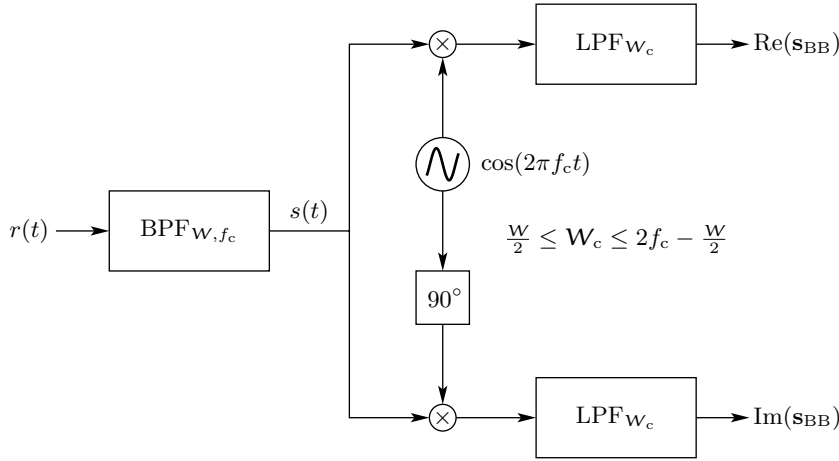 × LPF_{W_c} Re(s_BB)
cos(2πf_ct)
r(t) BPF_{W,f_c} s(t)
W/2 ≤ W_c ≤ 2f_c − W/2
90°
× LPF_{W_c} Im(s_BB)